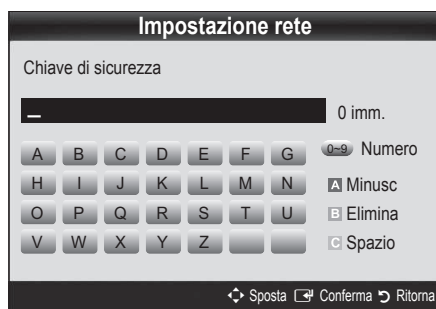 Impostazione rete
Chiave di sicurezza
_ 0 imm.
A B C D E F G 0~9 Numero
H I J K L M N A Minusc
O P Q R S T U B Elimina
V W X Y Z C Spazio
Sposta Conferma Ritorna